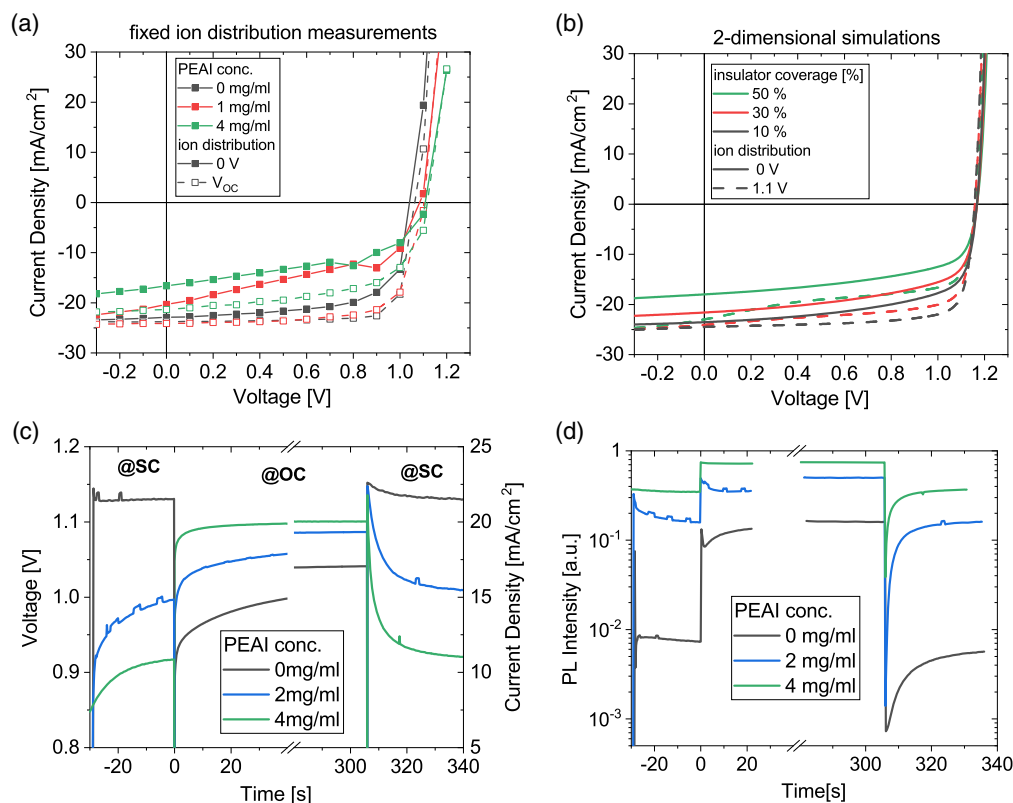 (a)
fixed ion distribution measurements
30
20
10
0
-10
-20
-30
Current Density [mA/cm²]
PEAI conc.
0 mg/ml
1 mg/ml
4 mg/ml
ion distribution
0 V
V_OC
-0.2 0.0 0.2 0.4 0.6 0.8 1.0 1.2
Voltage [V]
(b)
2-dimensional simulations
30
20
10
0
-10
-20
-30
Current Density [mA/cm²]
insulator coverage [%]
50 %
30 %
10 %
ion distribution
0 V
1.1 V
-0.2 0.0 0.2 0.4 0.6 0.8 1.0 1.2
Voltage [V]
(c)
@SC
@OC
@SC
1.2
1.1
1.0
0.9
0.8
Voltage [V]
25
20
15
10
5
Current Density [mA/cm²]
PEAI conc.
0mg/ml
2mg/ml
4mg/ml
-20 0 20 300 320 340
Time [s]
(d)
1
10⁻¹
10⁻²
10⁻³
PL Intensity [a.u.]
PEAI conc.
0 mg/ml
2 mg/ml
4 mg/ml
-20 0 20 300 320 340
Time[s]